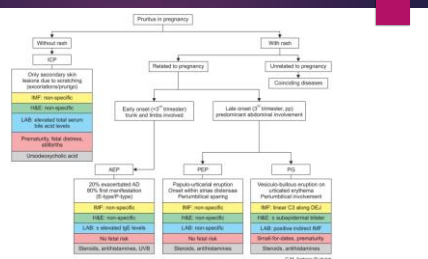 Pruritus in pregnancy
Without rash
With rash
ICP
Related to pregnancy
Unrelated to pregnancy
Only secondary skin
lesions due to scratching
(excoriations/prurigo)
Coinciding diseases
IMF: non-specific
H&E: non-specific
LAB: elevated total serum
bile acid levels
Prematurity, fetal distress,
stillbirths
Ursodeoxycholic acid
Early onset (<3rd trimester)
trunk and limbs involved
Late onset (3rd trimester, pp)
predominant abdominal involvement
AEP
PEP
PG
20% exacerbated AD
80% first manifestation
(E-type/P-type)
IMF: non-specific
H&E: non-specific
LAB: ± elevated IgE levels
No fetal risk
Steroids, antihistamines, UVB
Papulo-urticarial eruption
Onset within striae distensae
Periumbilical sparing
IMF: non-specific
H&E: non-specific
LAB: non-specific
No fetal risk
Steroids, antihistamines
Vesiculo-bullous eruption on
urticated erythema
Periumbilical involvement
IMF: linear C3 along DEJ
H&E: ± subepidermal blister
LAB: positive indirect IMF
Small-for-dates, prematurity
Steroids, antihistamines